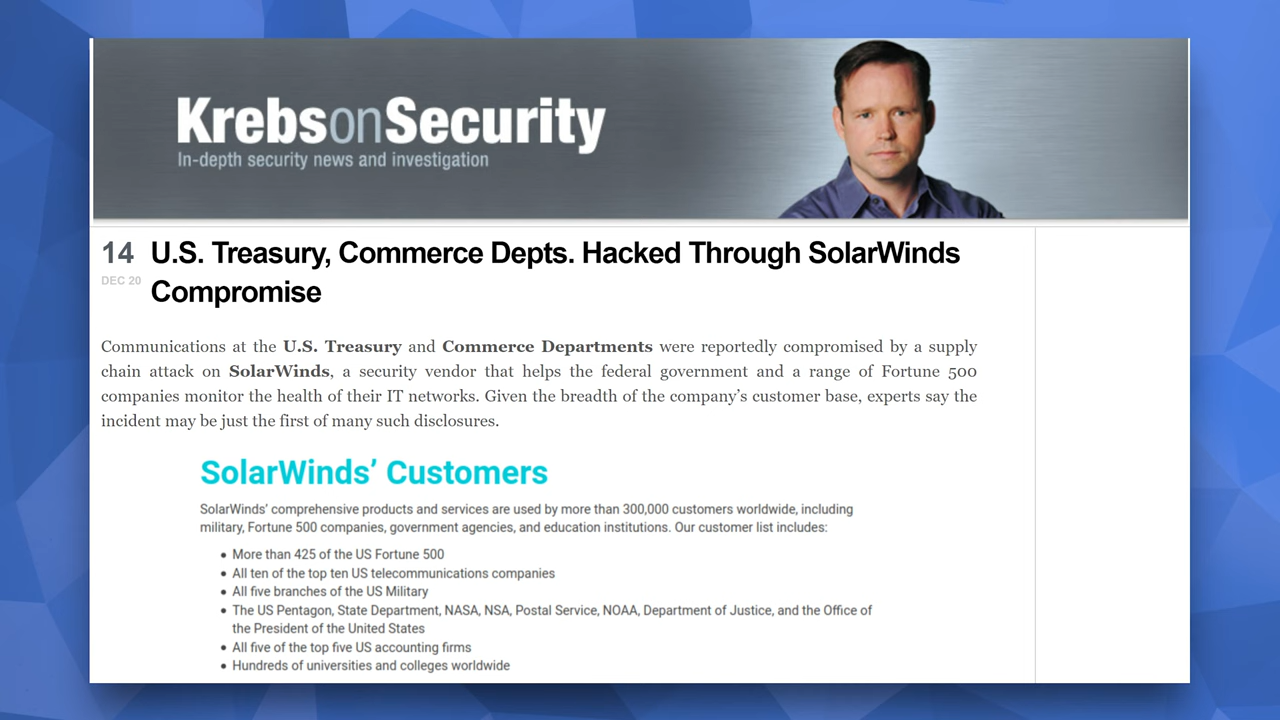 KrebsonSecurity
In-depth security news and investigation
14 U.S. Treasury, Commerce Depts. Hacked Through SolarWinds
DEC 20 Compromise
Communications at the U.S. Treasury and Commerce Departments were reportedly compromised by a supply
chain attack on SolarWinds, a security vendor that helps the federal government and a range of Fortune 500
companies monitor the health of their IT networks. Given the breadth of the company’s customer base, experts say the
incident may be just the first of many such disclosures.
SolarWinds’ Customers
SolarWinds’ comprehensive products and services are used by more than 300,000 customers worldwide, including
military, Fortune 500 companies, government agencies, and education institutions. Our customer list includes:
• More than 425 of the US Fortune 500
• All ten of the top ten US telecommunications companies
• All five branches of the US Military
• The US Pentagon, State Department, NASA, NSA, Postal Service, NOAA, Department of Justice, and the Office of
the President of the United States
• All five of the top five US accounting firms
• Hundreds of universities and colleges worldwide